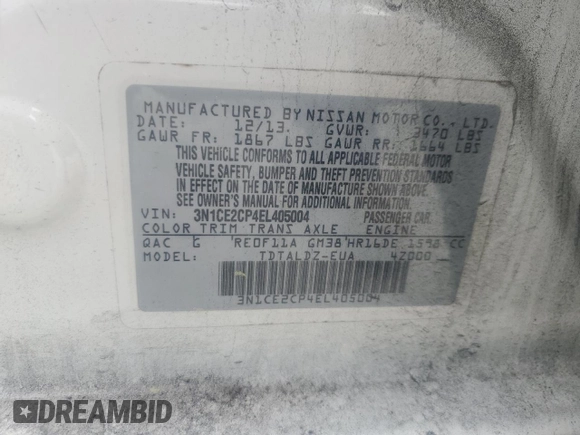 MANUFACTURED BY NISSAN MOTOR CO., LTD.
DATE: 12/13. GVWR: 3470 LBS
GAWR FR: 1867 LBS GAWR RR: 1664 LBS
THIS VEHICLE CONFORMS TO ALL APPLICABLE FEDERAL MOTOR
VEHICLE SAFETY, BUMPER AND THEFT PREVENTION STANDARDS
IN EFFECT ON THE DATE OF MANUFACTURE SHOWN ABOVE.
SEE OWNER'S MANUAL FOR ADDITIONAL INFORMATION.
VIN: 3N1CE2CP4EL405004 PASSENGER CAR
COLOR TRIM TRANS AXLE ENGINE
QAC G RE0F11A GM38 HR16DE 1598 CC
MODEL: TDTALDZ-EUA 4Z000
3N1CE2CP4EL405004
DREAMBID